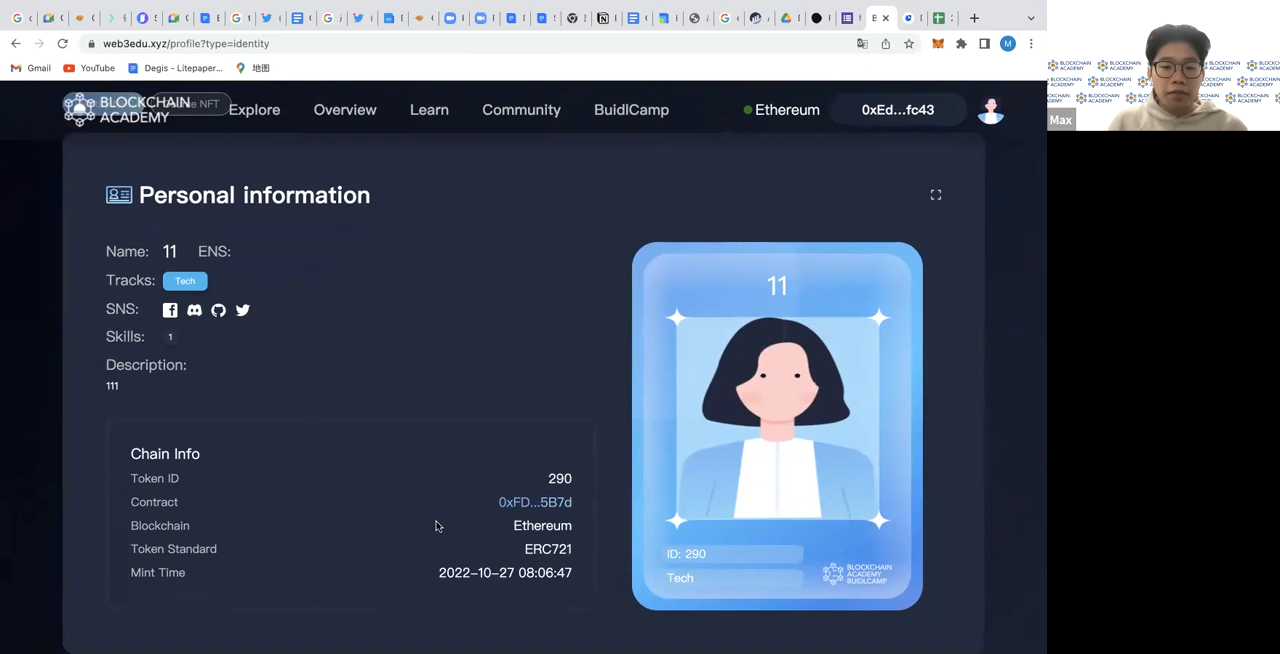 web3edu.xyz/profile?type=identity
Gmail
YouTube
Degis - Litepaper...
地图
BLOCKCHAIN
ACADEMY
NFT
Explore
Overview
Learn
Community
BuidlCamp
Ethereum
0xEd...fc43
Max
Personal information
Name: 11 ENS:
Tracks: Tech
SNS:
Skills: 1
Description:
111
Chain Info
Token ID 290
Contract 0xFD...5B7d
Blockchain Ethereum
Token Standard ERC721
Mint Time 2022-10-27 08:06:47
11
ID: 290
Tech
BLOCKCHAIN
ACADEMY
BUIDLCAMP